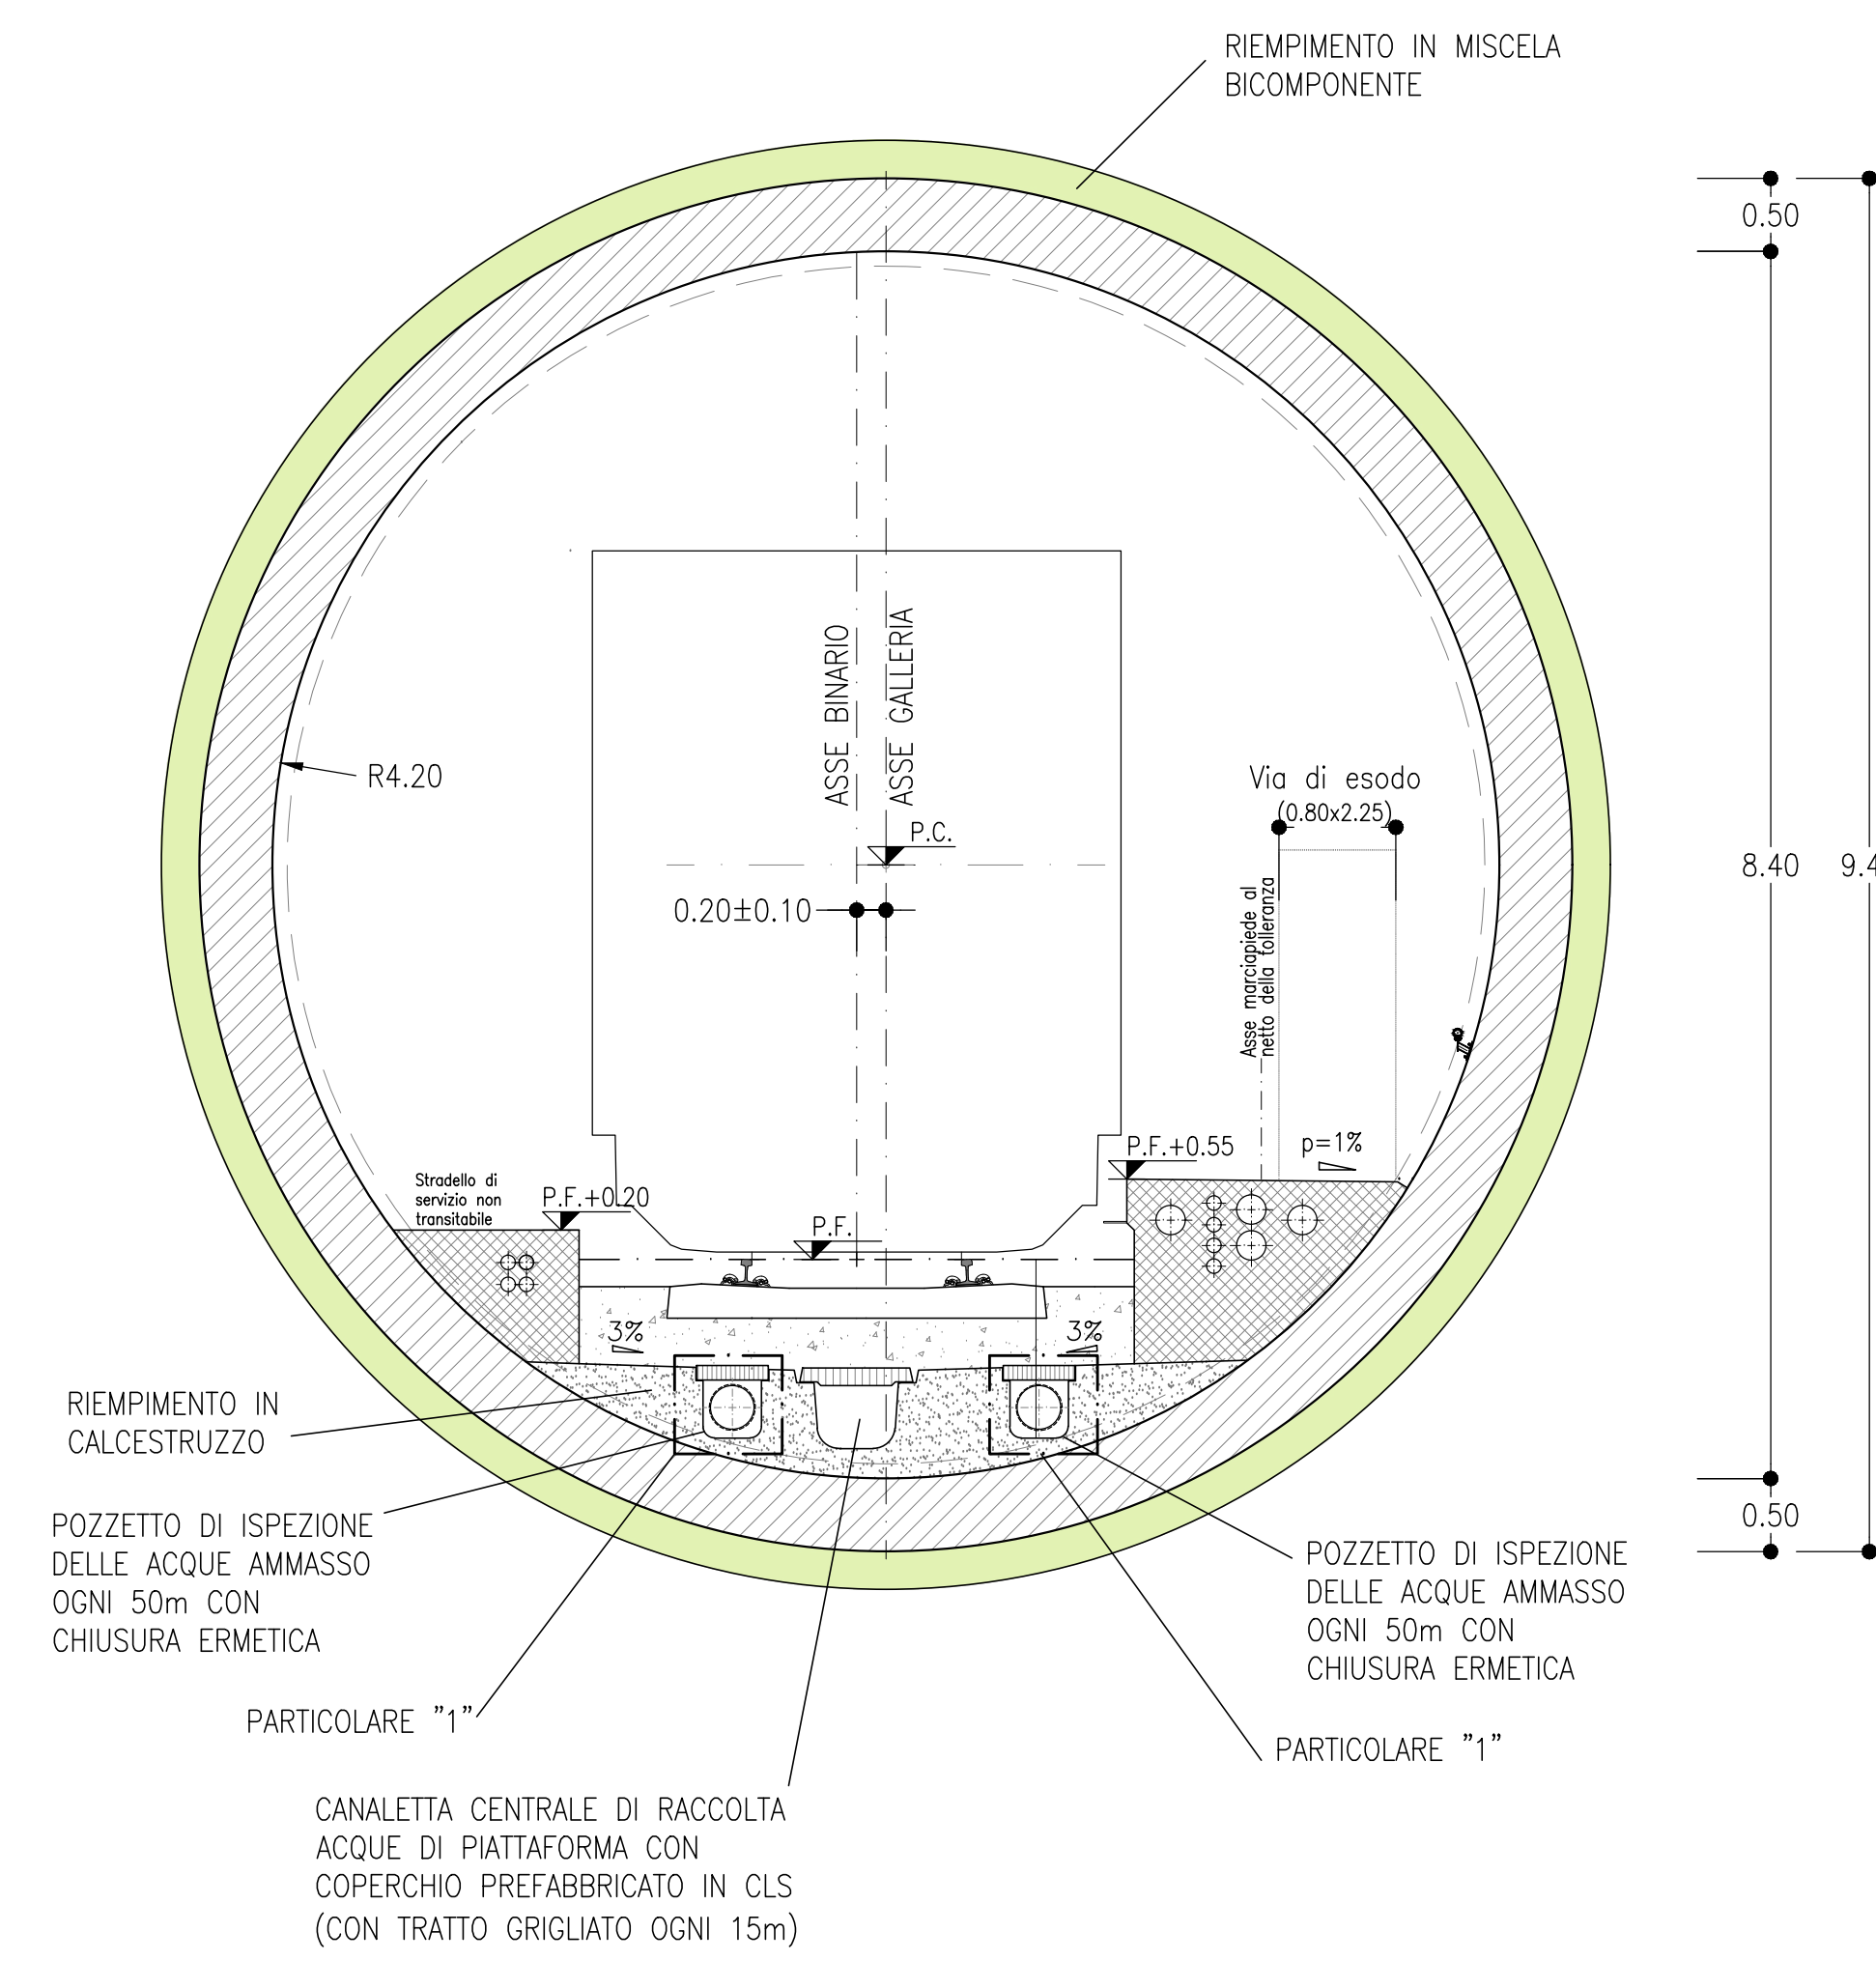 RIEMPIMENTO IN MISCELA
BICOMPONENTE
0.50
ASSE BINARIO
ASSE GALLERIA
R4.20
Via di esodo
(0.80x2.25)
P.C.
8.40
9.4
0.20±0.10
Asse marciapiede al
netto della tolleranza
P.F.+0.55
p=1%
Stradello di
servizio non
transitabile
P.F.+0.20
P.F.
3%
3%
RIEMPIMENTO IN
CALCESTRUZZO
0.50
POZZETTO DI ISPEZIONE
DELLE ACQUE AMMASSO
OGNI 50m CON
CHIUSURA ERMETICA
POZZETTO DI ISPEZIONE
DELLE ACQUE AMMASSO
OGNI 50m CON
CHIUSURA ERMETICA
PARTICOLARE "1"
PARTICOLARE "1"
CANALETTA CENTRALE DI RACCOLTA
ACQUE DI PIATTAFORMA CON
COPERCHIO PREFABBRICATO IN CLS
(CON TRATTO GRIGLIATO OGNI 15m)